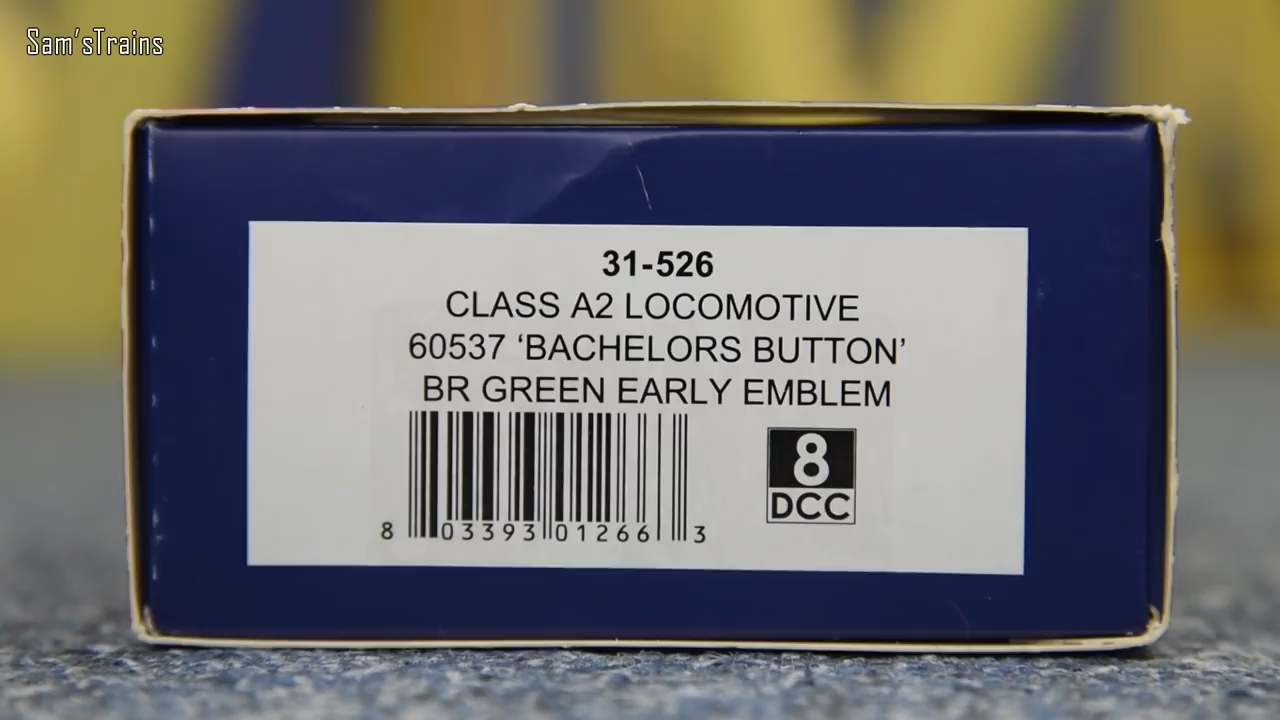 Sam'sTrains
31-526
CLASS A2 LOCOMOTIVE
60537 ‘BACHELORS BUTTON’
BR GREEN EARLY EMBLEM
8 03393 01266 3
8
DCC